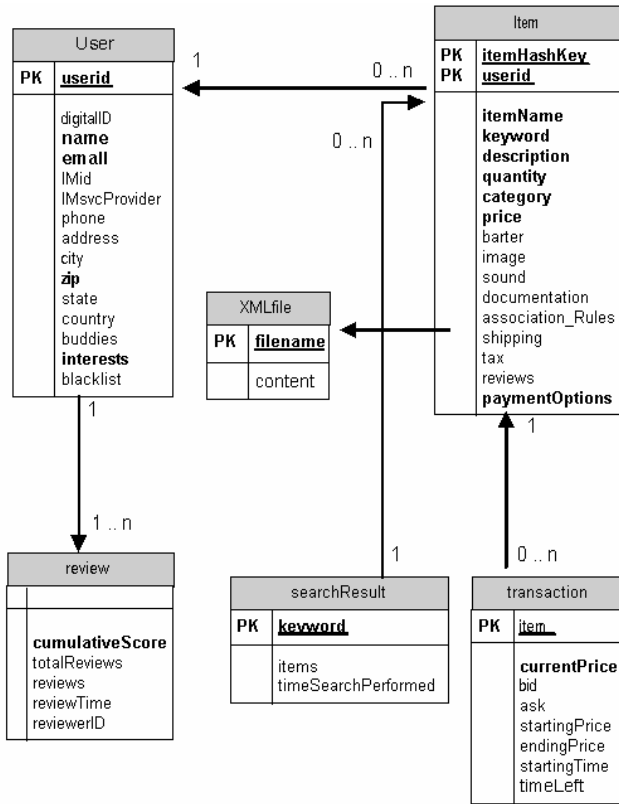 User
PK userid
digitalID
name
email
IMid
IMsvcProvider
phone
address
city
zip
state
country
buddies
interests
blacklist
1
0 .. n
Item
PK itemHashKey
PK userid
itemName
keyword
description
quantity
category
price
barter
image
sound
documentation
association_Rules
shipping
tax
reviews
paymentOptions
0 .. n
XMLfile
PK filename
content
1
1 .. n
review
cumulativeScore
totalReviews
reviews
reviewTime
reviewerID
1
searchResult
PK keyword
items
timeSearchPerformed
1
0 .. n
transaction
PK item
currentPrice
bid
ask
startingPrice
endingPrice
startingTime
timeLeft